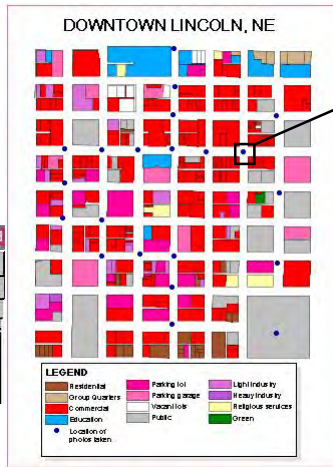 DOWNTOWN LINCOLN, NE
LEGEND
Residential
Group Quarters
Commercial
Education
Location of
photos taken
Parking lot
Parking garage
Vacant lots
Public
Light industry
Heavy industry
Religious services
Green